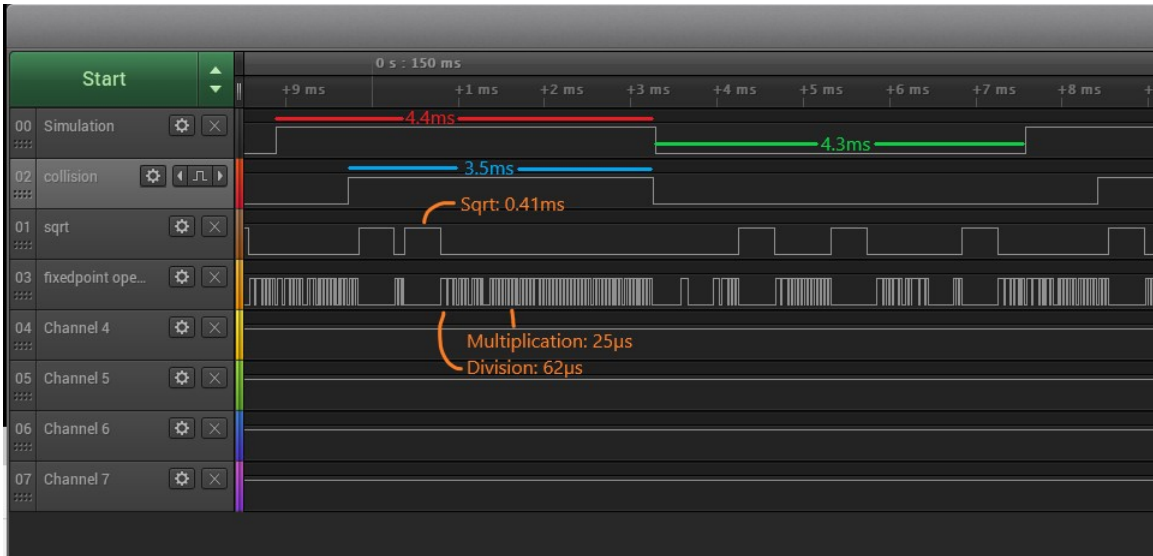 0 s : 150 ms
Start
+9 ms +1 ms +2 ms +3 ms +4 ms +5 ms +6 ms +7 ms +8 ms +
00 Simulation
4.4ms
4.3ms
02 collision
3.5ms
Sqrt: 0.41ms
01 sqrt
03 fixedpoint ope...
04 Channel 4
Multiplication: 25µs
Division: 62µs
05 Channel 5
06 Channel 6
07 Channel 7